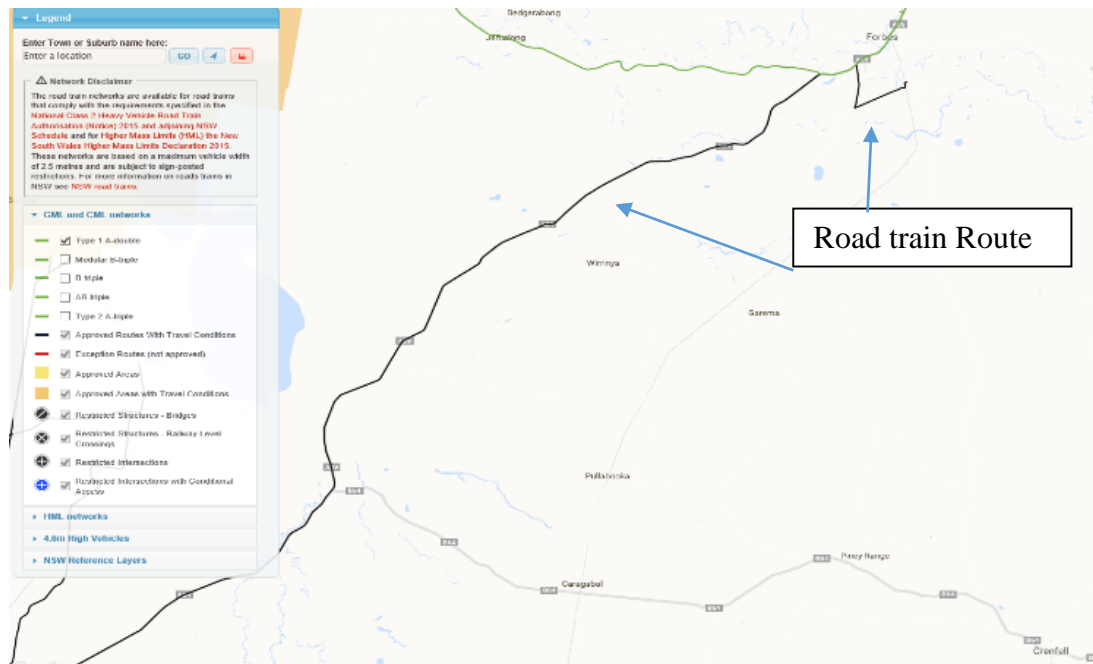 Legend
Enter Town or Suburb name here:
Enter a location
GO
Network Disclaimer
The road train networks are available for road trains
that comply with the requirements specified in the
National Class 2 Heavy Vehicle Road Train
Authorisation (Notice) 2015 and adjoining NSW
Schedule and for Higher Mass Limits (HML) the New
South Wales Higher Mass Limits Declaration 2015.
These networks are based on a maximum vehicle width
of 2.5 metres and are subject to sign-posted
restrictions. For more information on roads trains in
NSW see NSW road trains.
GML and CML networks
Type 1 A-double
Modular B-triple
B triple
AB triple
Type 2 A-triple
Approved Routes With Travel Conditions
Exception Routes (not approved)
Approved Areas
Approved Areas with Travel Conditions
Restricted Structures - Bridges
Restricted Structures - Railway Level
Crossings
Restricted Intersections
Restricted Intersections with Conditional
Access
HML networks
4.6m High Vehicles
NSW Reference Layers
Bedgerabong
Jemalong
Forbes
Road train Route
Wirrinya
Garema
Pullabooka
Caragabal
Piney Range
B64
B64
B64
B64
Grenfell